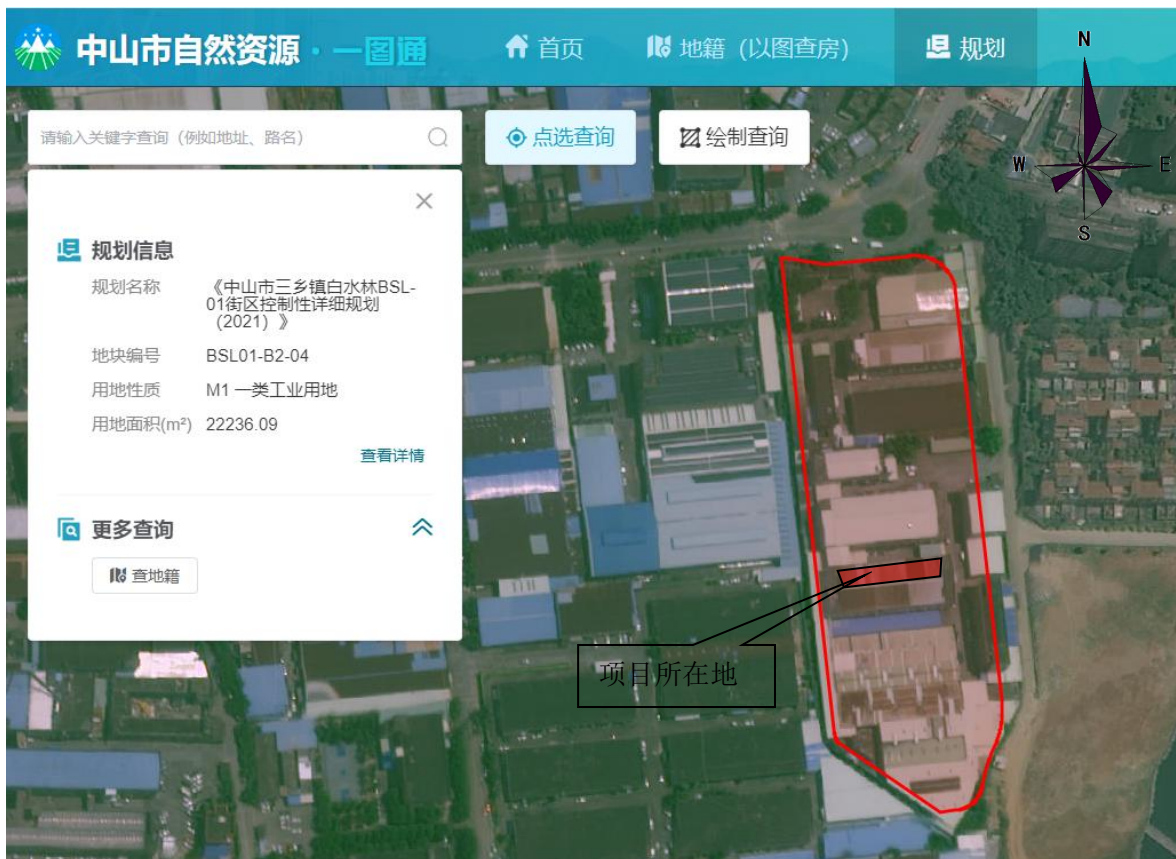 中山市自然资源·一图通
首页
地籍（以图查房）
规划
N
W
E
S
请输入关键字查询（例如地址、路名）
点选查询
绘制查询
规划信息
规划名称
《中山市三乡镇白水林BSL-
01街区控制性详细规划
（2021）》
地块编号
BSL01-B2-04
用地性质
M1 一类工业用地
用地面积(m²)
22236.09
查看详情
更多查询
查地籍
项目所在地